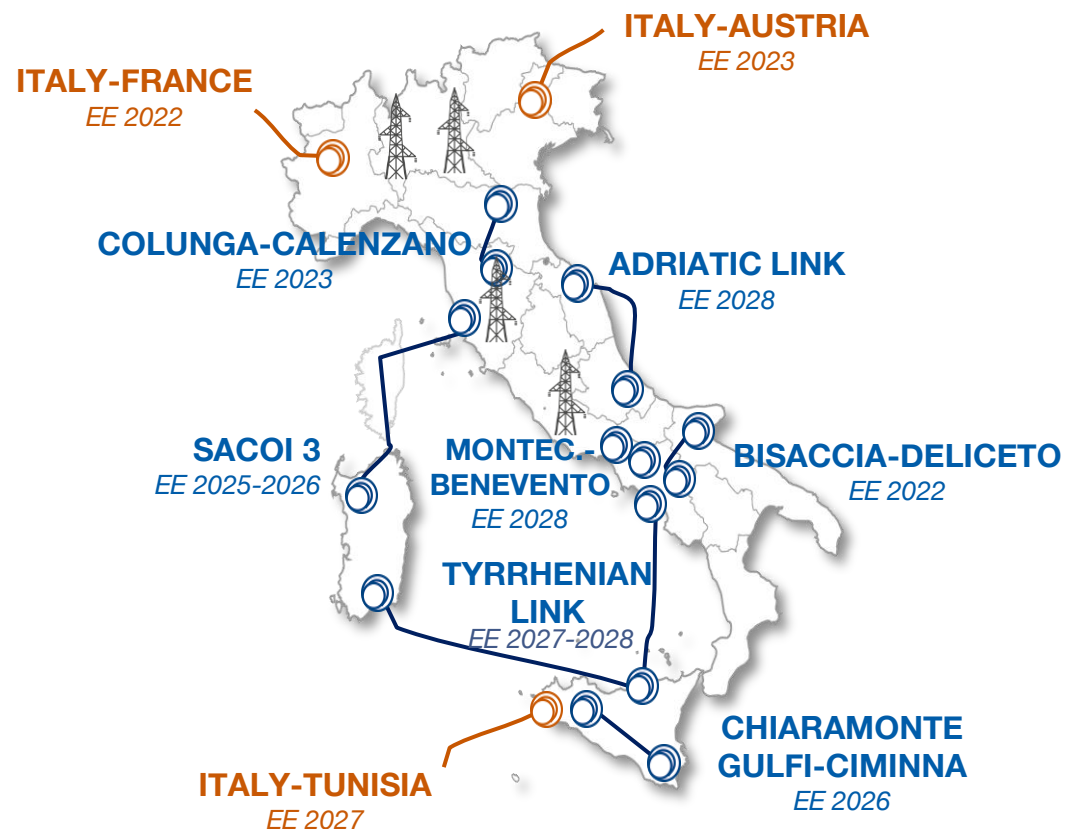 ITALY-AUSTRIA
EE 2023
ITALY-FRANCE
EE 2022
COLUNGA-CALENZANO
EE 2023
ADRIATIC LINK
EE 2028
SACOI 3
EE 2025-2026
MONTEC.-
BENEVENTO
EE 2028
BISACCIA-DELICETO
EE 2022
TYRRHENIAN
LINK
EE 2027-2028
CHIARAMONTE
GULFI-CIMINNA
EE 2026
ITALY-TUNISIA
EE 2027